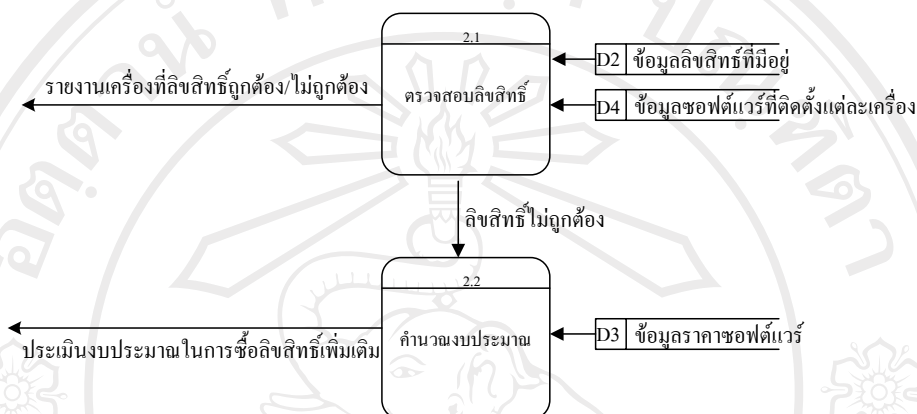 2.1
ตรวจสอบลิขสิทธิ์
D2 ข้อมูลลิขสิทธ์ที่มีอยู่
รายงานเครื่องที่ลิขสิทธิ์ถูกต้อง/ไม่ถูกต้อง
D4 ข้อมูลซอฟต์แวร์ที่ติดตั้งแต่ละเครื่อง
ลิขสิทธิ์ไม่ถูกต้อง
2.2
คำนวณงบประมาณ
D3 ข้อมูลราคาซอฟต์แวร์
ประเมินงบประมาณในการซื้อลิขสิทธิ์เพิ่มเติม